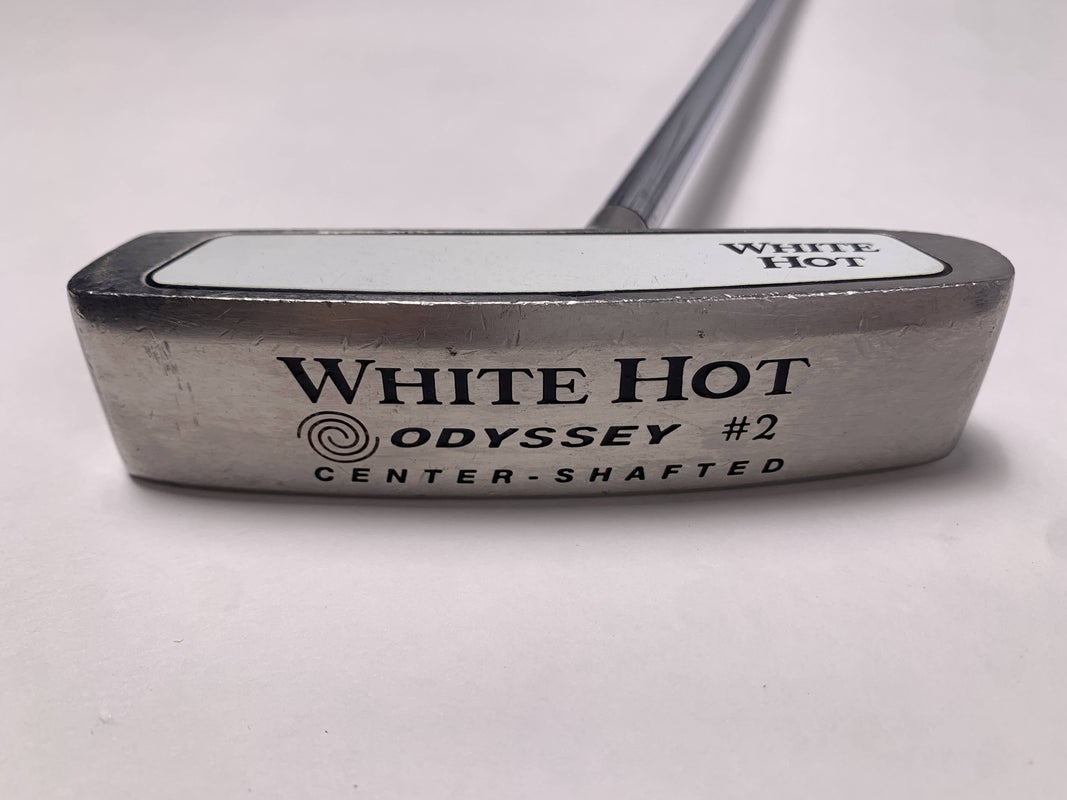 WHITE
HOT
WHITE HOT
ODYSSEY #2
CENTER-SHAFTED